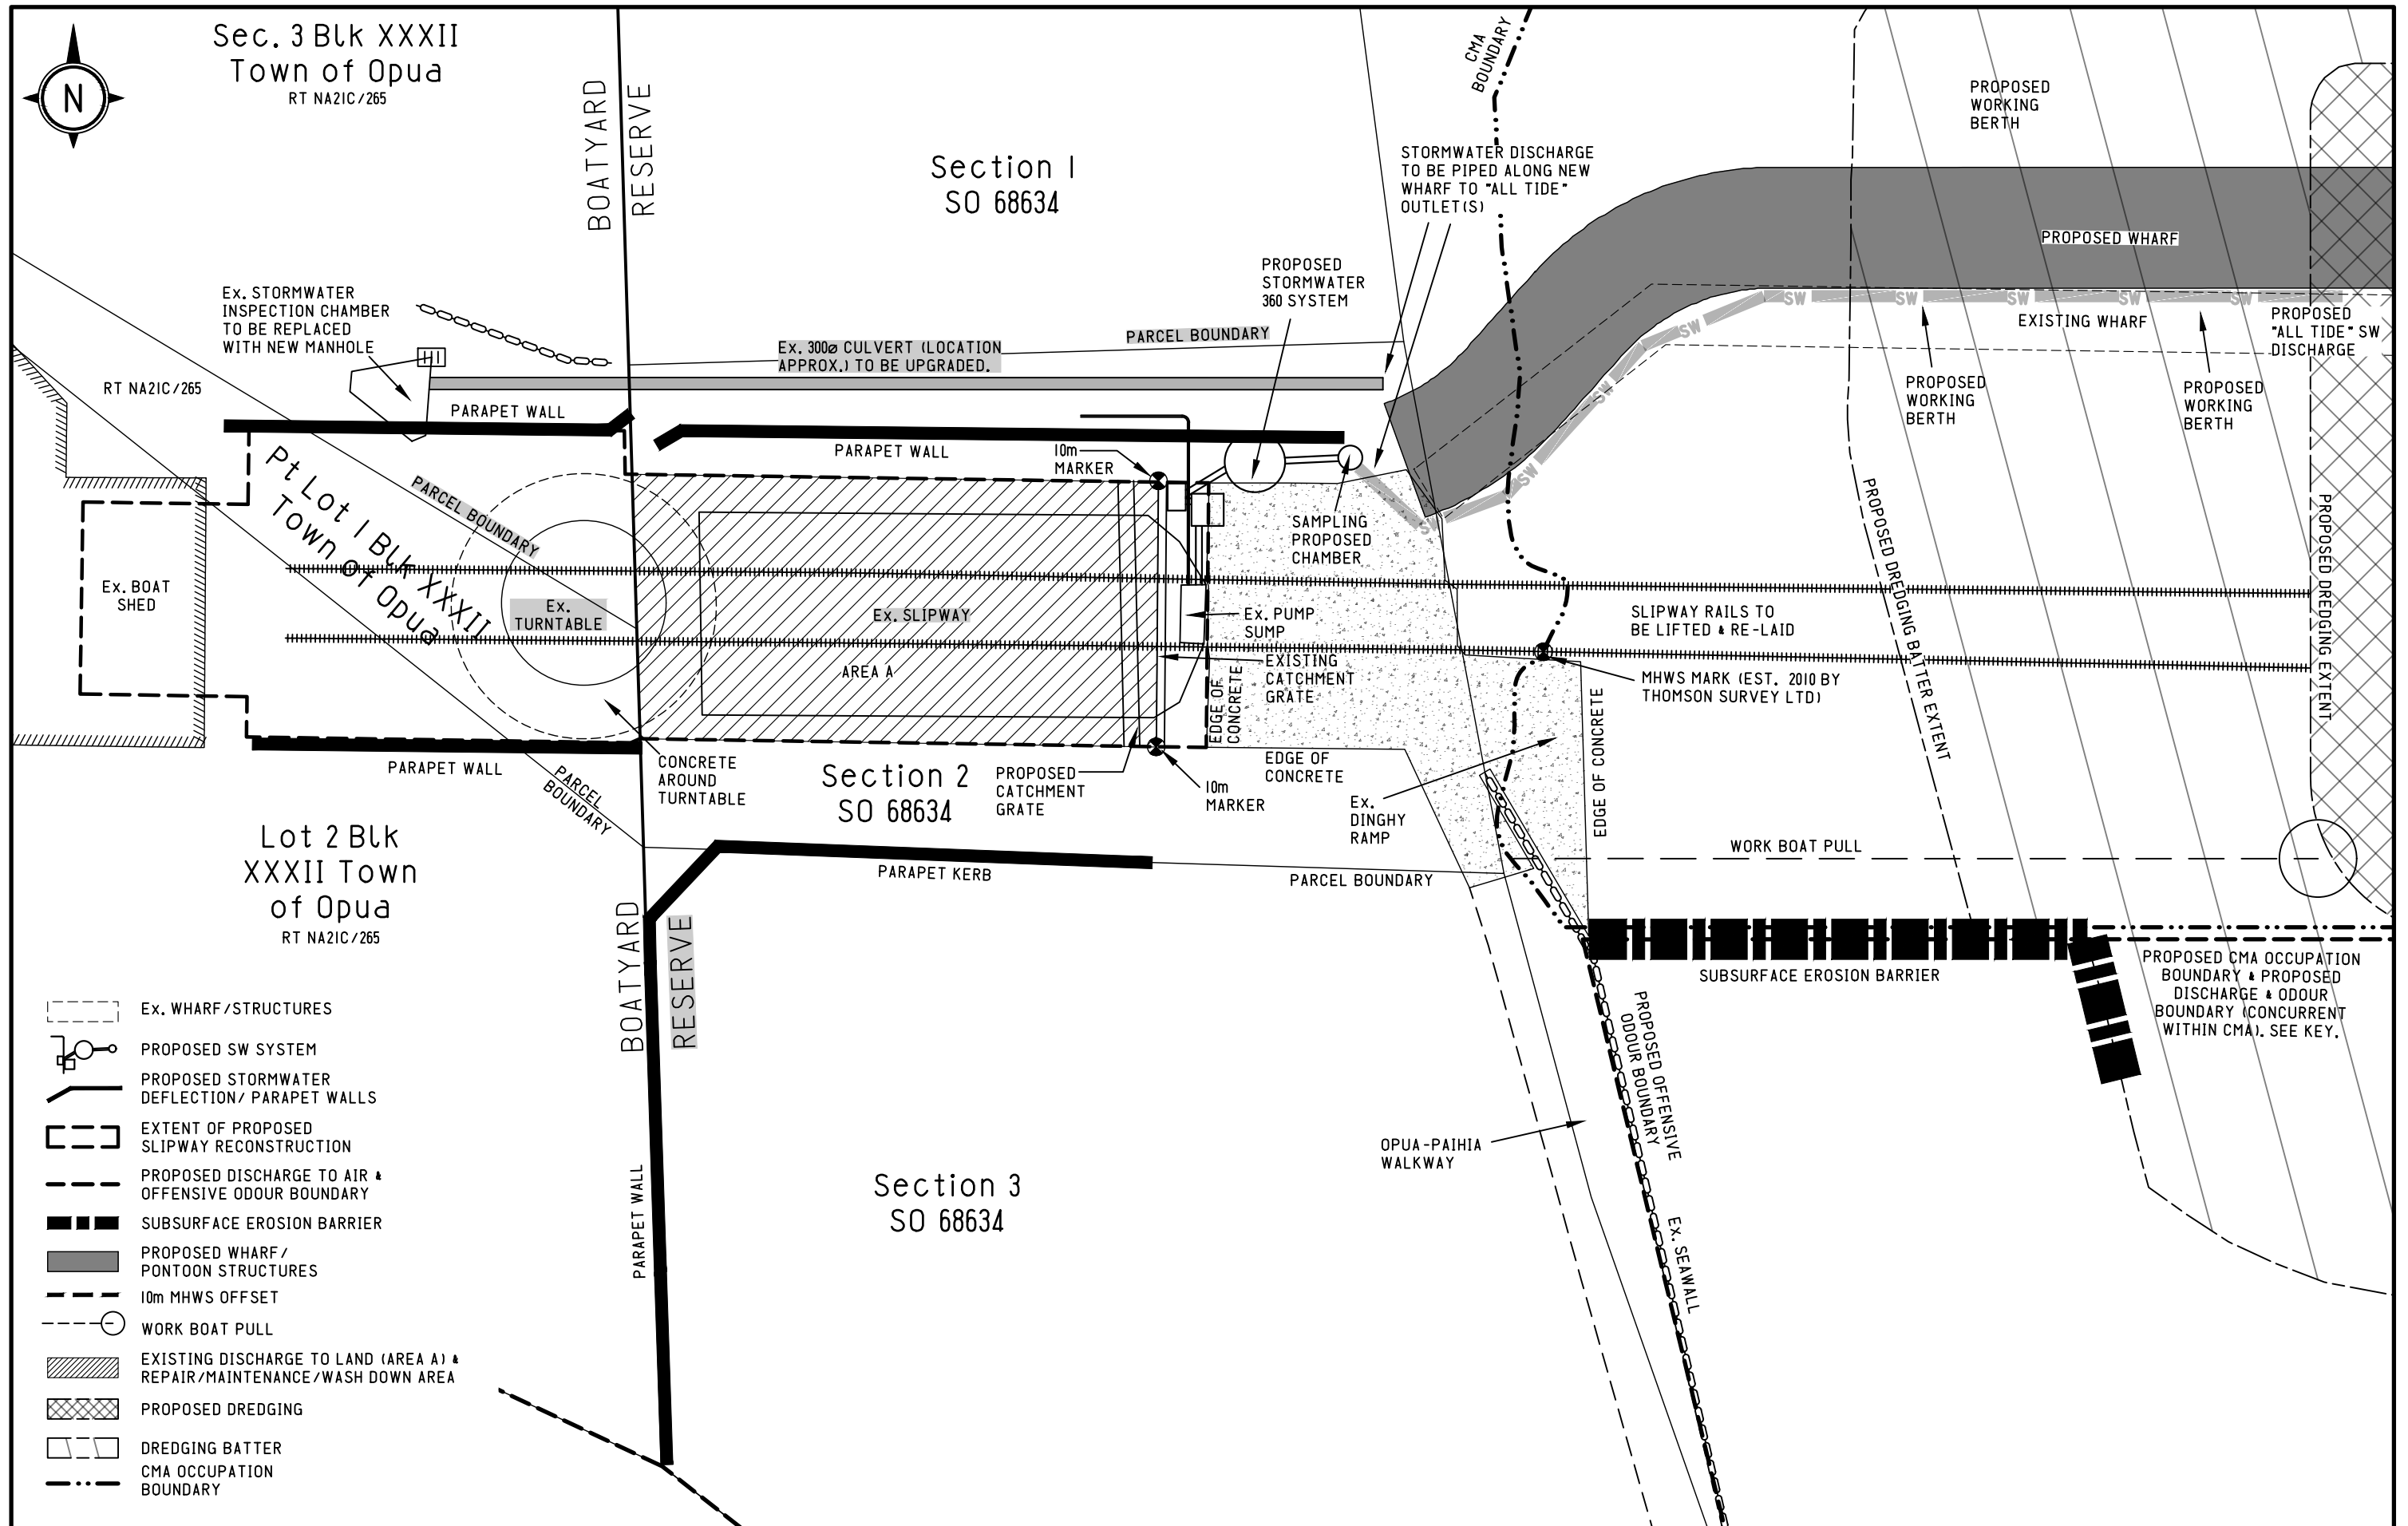 N
Sec. 3 Blk XXXII
Town of Opua
RT NA21C/265
BOATYARD
RESERVE
Section 1
SO 68634
CMA
BOUNDARY
PROPOSED
WORKING
BERTH
STORMWATER DISCHARGE
TO BE PIPED ALONG NEW
WHARF TO "ALL TIDE"
OUTLET(S)
PROPOSED WHARF
PROPOSED
STORMWATER
360 SYSTEM
Ex. STORMWATER
INSPECTION CHAMBER
TO BE REPLACED
WITH NEW MANHOLE
Ex. 300ø CULVERT (LOCATION
APPROX.) TO BE UPGRADED.
PARCEL BOUNDARY
SW
SW
SW
SW
SW
SW
SW
SW
SW
EXISTING WHARF
PROPOSED
"ALL TIDE" SW
DISCHARGE
PROPOSED
WORKING
BERTH
PROPOSED
WORKING
BERTH
RT NA21C/265
PARAPET WALL
PARAPET WALL
10m
MARKER
Pt Lot 1 Blk XXXII
Town of Opua
PARCEL BOUNDARY
SAMPLING
PROPOSED
CHAMBER
PROPOSED DREDGING BATTER EXTENT
PROPOSED DREDGING EXTENT
Ex. BOAT
SHED
Ex.
TURNTABLE
Ex. SLIPWAY
AREA A
Ex. PUMP
SUMP
SLIPWAY RAILS TO
BE LIFTED & RE-LAID
EXISTING
CATCHMENT
GRATE
EDGE OF
CONCRETE
MHWS MARK (EST. 2010 BY
THOMSON SURVEY LTD)
EDGE OF CONCRETE
PARAPET WALL
PARCEL
BOUNDARY
CONCRETE
AROUND
TURNTABLE
Section 2
SO 68634
PROPOSED
CATCHMENT
GRATE
10m
MARKER
EDGE OF
CONCRETE
Ex.
DINGHY
RAMP
WORK BOAT PULL
Lot 2 Blk
XXXII Town
of Opua
RT NA21C/265
PARAPET KERB
PARCEL BOUNDARY
BOATYARD
RESERVE
SUBSURFACE EROSION BARRIER
PROPOSED CMA OCCUPATION
BOUNDARY & PROPOSED
DISCHARGE & ODOUR
BOUNDARY (CONCURRENT
WITHIN CMA). SEE KEY.
PROPOSED OFFENSIVE
ODOUR BOUNDARY
OPUA-PAIHIA
WALKWAY
Ex. SEAWALL
PARAPET WALL
Section 3
SO 68634
Ex. WHARF/STRUCTURES
PROPOSED SW SYSTEM
PROPOSED STORMWATER
DEFLECTION/ PARAPET WALLS
EXTENT OF PROPOSED
SLIPWAY RECONSTRUCTION
PROPOSED DISCHARGE TO AIR &
OFFENSIVE ODOUR BOUNDARY
SUBSURFACE EROSION BARRIER
PROPOSED WHARF/
PONTOON STRUCTURES
10m MHWS OFFSET
WORK BOAT PULL
EXISTING DISCHARGE TO LAND (AREA A) &
REPAIR/MAINTENANCE/WASH DOWN AREA
PROPOSED DREDGING
DREDGING BATTER
CMA OCCUPATION
BOUNDARY